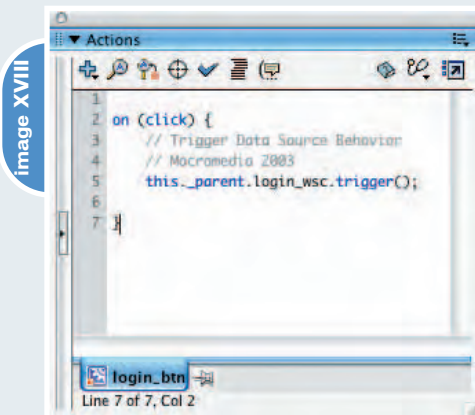 image XVIII
Actions
1
2 on (click) {
3 // Trigger Data Source Behavior
4 // Macromedia 2003
5 this._parent.login_wsc.trigger();
6
7 }
login_btn
Line 7 of 7, Col 2